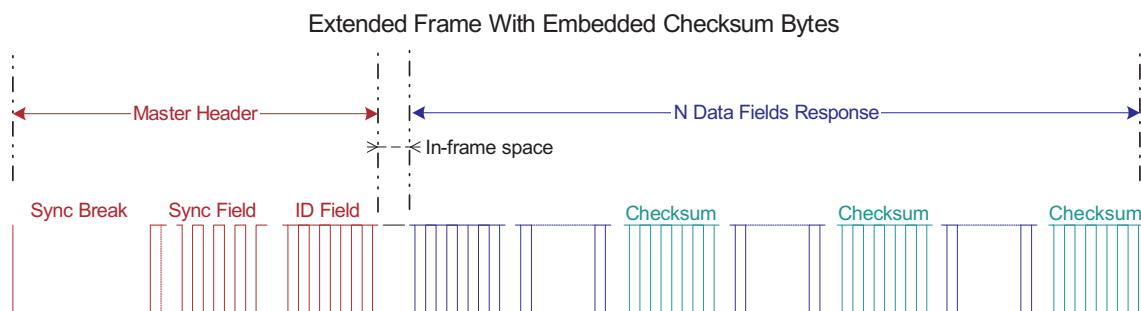 Extended Frame With Embedded Checksum Bytes
Master Header
N Data Fields Response
In-frame space
Sync Break
Sync Field
ID Field
Checksum
Checksum
Checksum